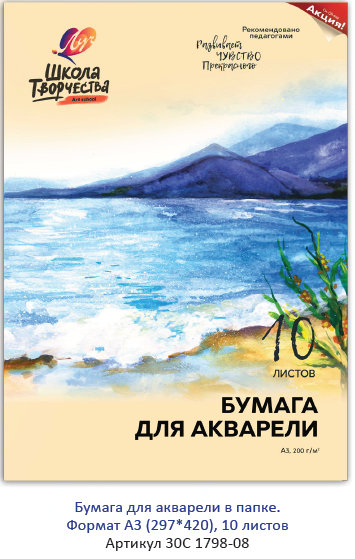 Акция!
Луч
Рекомендовано
педагогами
Развивает
ЧУВСТВО
Прекрасного
Школа
Творчества
Art school
10
ЛИСТОВ
БУМАГА
ДЛЯ АКВАРЕЛИ
А3, 200 г/м²
Бумага для акварели в папке.
Формат А3 (297*420), 10 листов
Артикул 30С 1798-08